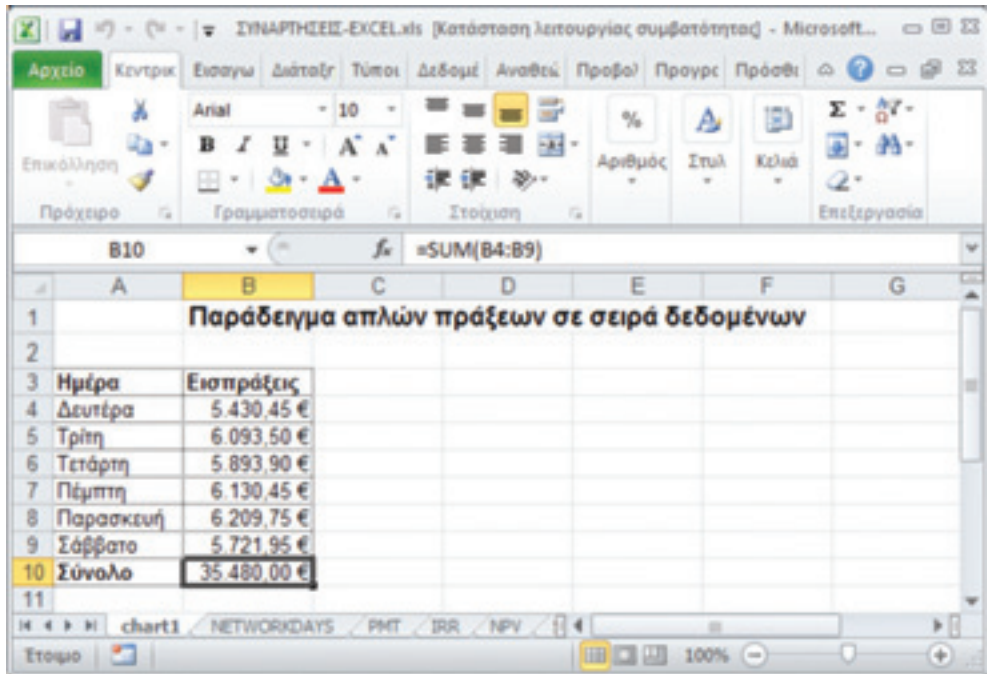 ΣΥΝΑΡΤΗΣΕΙΣ-EXCEL.xls [Κατάσταση λειτουργίας συμβατότητας] - Microsoft...
Αρχείο Κεντρικ Εισαγω Διάταξr Τύποι Δεδομέ Αναθεώ Προβολ Προγρc Πρόσθε
Arial 10
B I U A A
% Αριθμός Στυλ Κελιά Σ
Επικόλληση
Πρόχειρο Γραμματοσειρά Στοίχιση Επεξεργασία
B10 fx =SUM(B4:B9)
A B C D E F G
1 Παράδειγμα απλών πράξεων σε σειρά δεδομένων
2
3 Ημέρα Εισπράξεις
4 Δευτέρα 5.430,45 €
5 Τρίτη 6.093,50 €
6 Τετάρτη 5.893,90 €
7 Πέμπτη 6.130,45 €
8 Παρασκευή 6.209,75 €
9 Σάββατο 5.721,95 €
10 Σύνολο 35.480,00 €
11
chart1 NETWORKDAYS PMT IRR NPV
Έτοιμο 100%